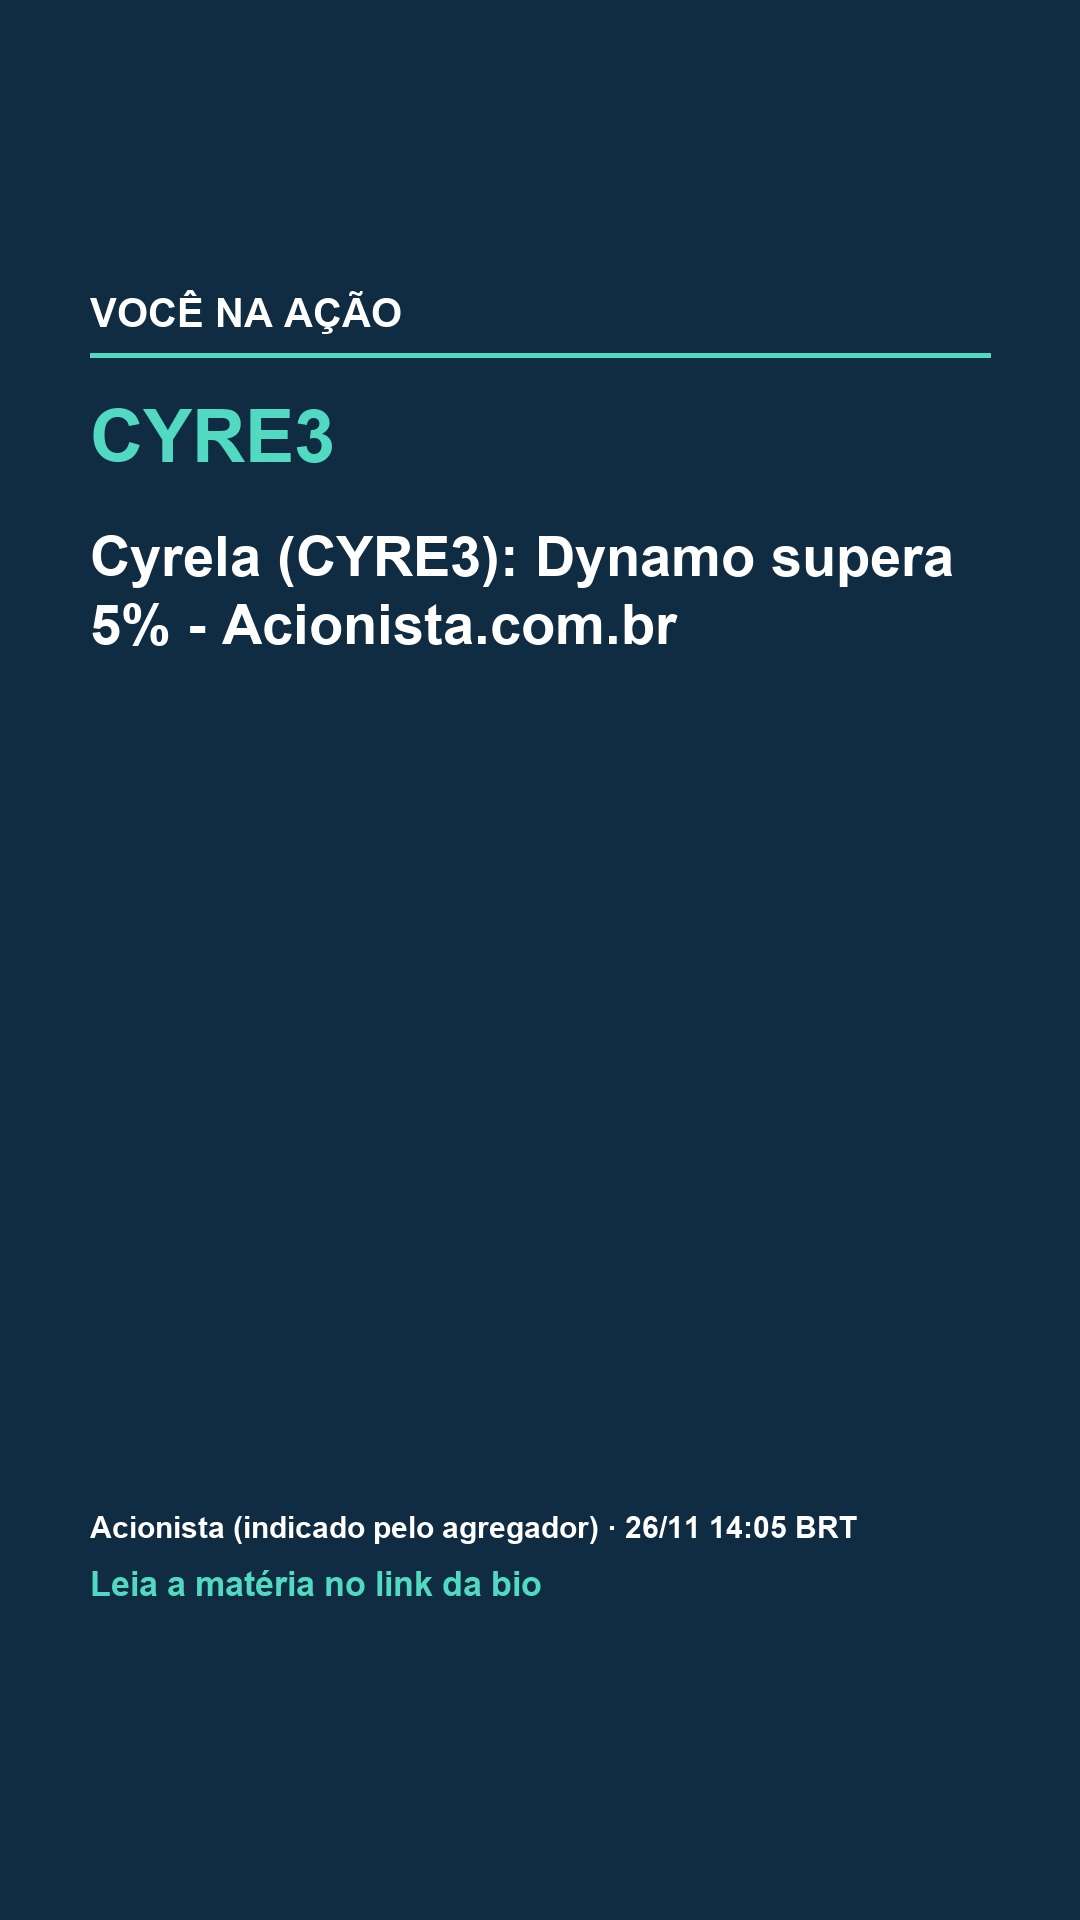 VOCÊ NA AÇÃO
CYRE3
Cyrela (CYRE3): Dynamo supera
5% - Acionista.com.br
Acionista (indicado pelo agregador) · 26/11 14:05 BRT
Leia a matéria no link da bio